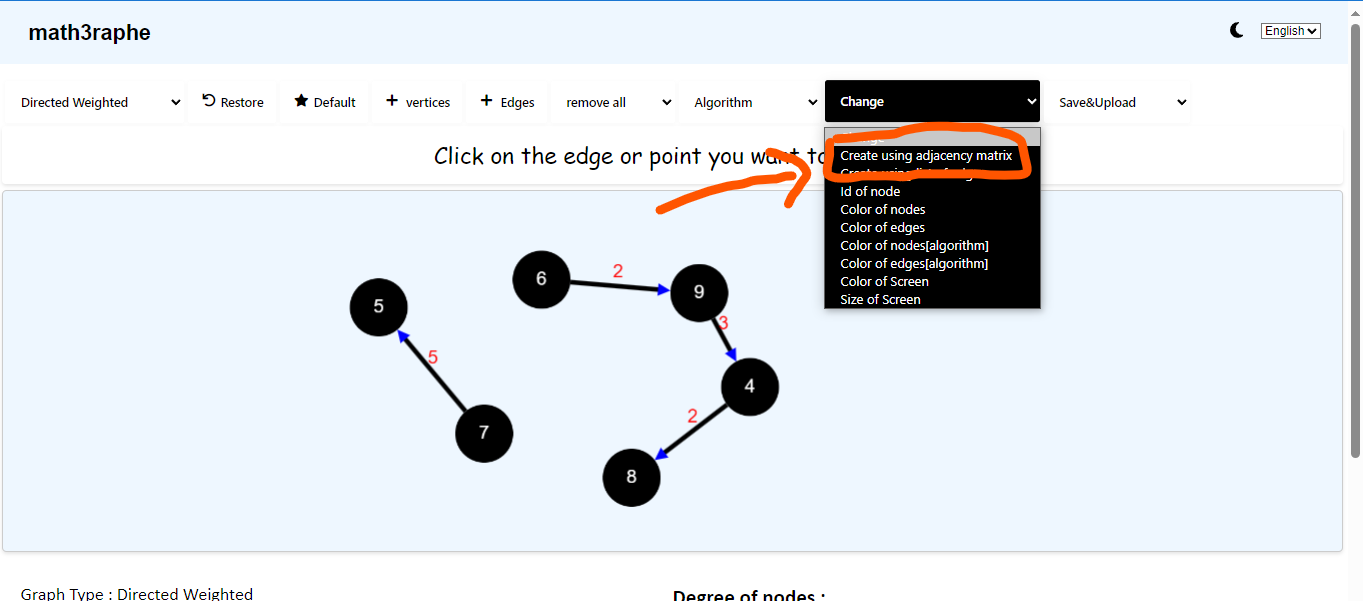 math3raphe
English
Directed Weighted
Restore
Default
+ vertices
+ Edges
remove all
Algorithm
Change
Save&Upload
Click on the edge or point you want to
Create using adjacency matrix
Id of node
Color of nodes
Color of edges
Color of nodes[algorithm]
Color of edges[algorithm]
Color of Screen
Size of Screen
6
2
9
5
3
5
4
2
7
8
Graph Type : Directed Weighted
Degree of nodes :